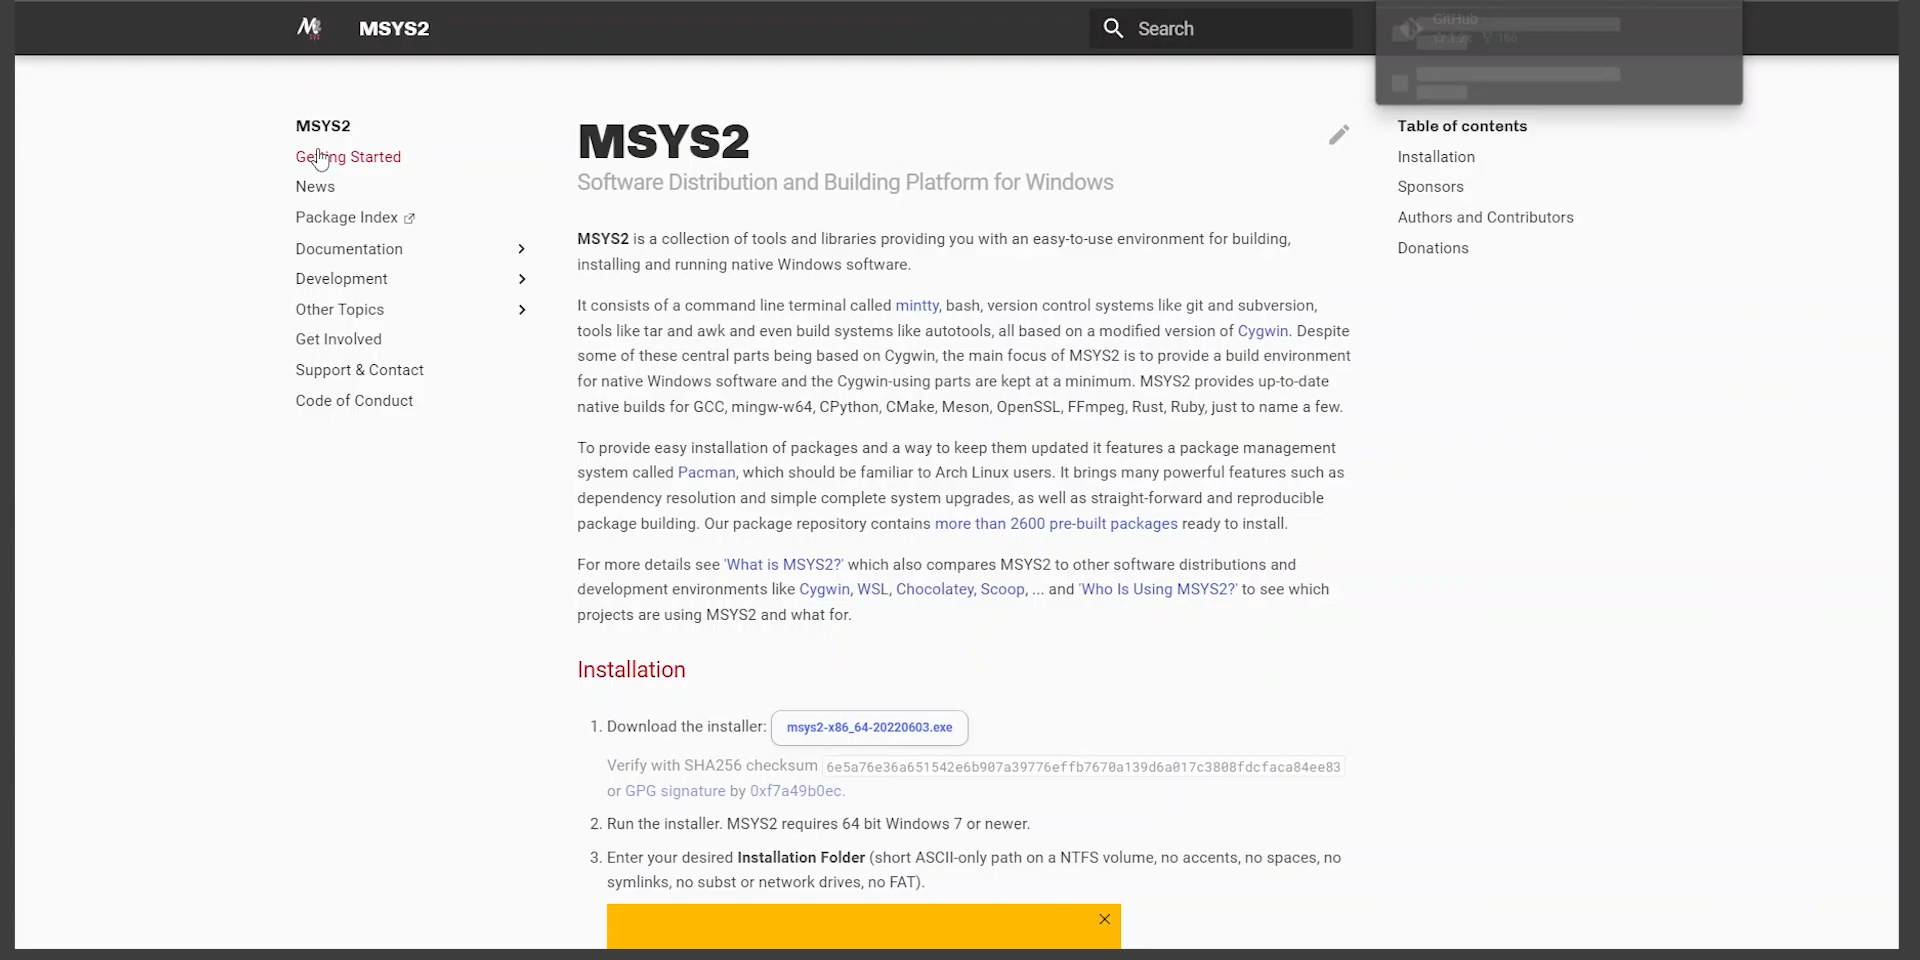 MSYS2
Search
GitHub
MSYS2
Getting Started
News
Package Index
Documentation
Development
Other Topics
Get Involved
Support & Contact
Code of Conduct
MSYS2
Software Distribution and Building Platform for Windows
MSYS2 is a collection of tools and libraries providing you with an easy-to-use environment for building,
installing and running native Windows software.
It consists of a command line terminal called mintty, bash, version control systems like git and subversion,
tools like tar and awk and even build systems like autotools, all based on a modified version of Cygwin. Despite
some of these central parts being based on Cygwin, the main focus of MSYS2 is to provide a build environment
for native Windows software and the Cygwin-using parts are kept at a minimum. MSYS2 provides up-to-date
native builds for GCC, mingw-w64, CPython, CMake, Meson, OpenSSL, FFmpeg, Rust, Ruby, just to name a few.
To provide easy installation of packages and a way to keep them updated it features a package management
system called Pacman, which should be familiar to Arch Linux users. It brings many powerful features such as
dependency resolution and simple complete system upgrades, as well as straight-forward and reproducible
package building. Our package repository contains more than 2600 pre-built packages ready to install.
For more details see 'What is MSYS2?' which also compares MSYS2 to other software distributions and
development environments like Cygwin, WSL, Chocolatey, Scoop, ... and 'Who Is Using MSYS2?' to see which
projects are using MSYS2 and what for.
Installation
1. Download the installer: msys2-x86_64-20220603.exe
Verify with SHA256 checksum 6e5a76e36a651542e6b907a39776effb7670a139d6a017c3808fdcfaca84ee83
or GPG signature by 0xf7a49b0ec.
2. Run the installer. MSYS2 requires 64 bit Windows 7 or newer.
3. Enter your desired Installation Folder (short ASCII-only path on a NTFS volume, no accents, no spaces, no
symlinks, no subst or network drives, no FAT).
Table of contents
Installation
Sponsors
Authors and Contributors
Donations